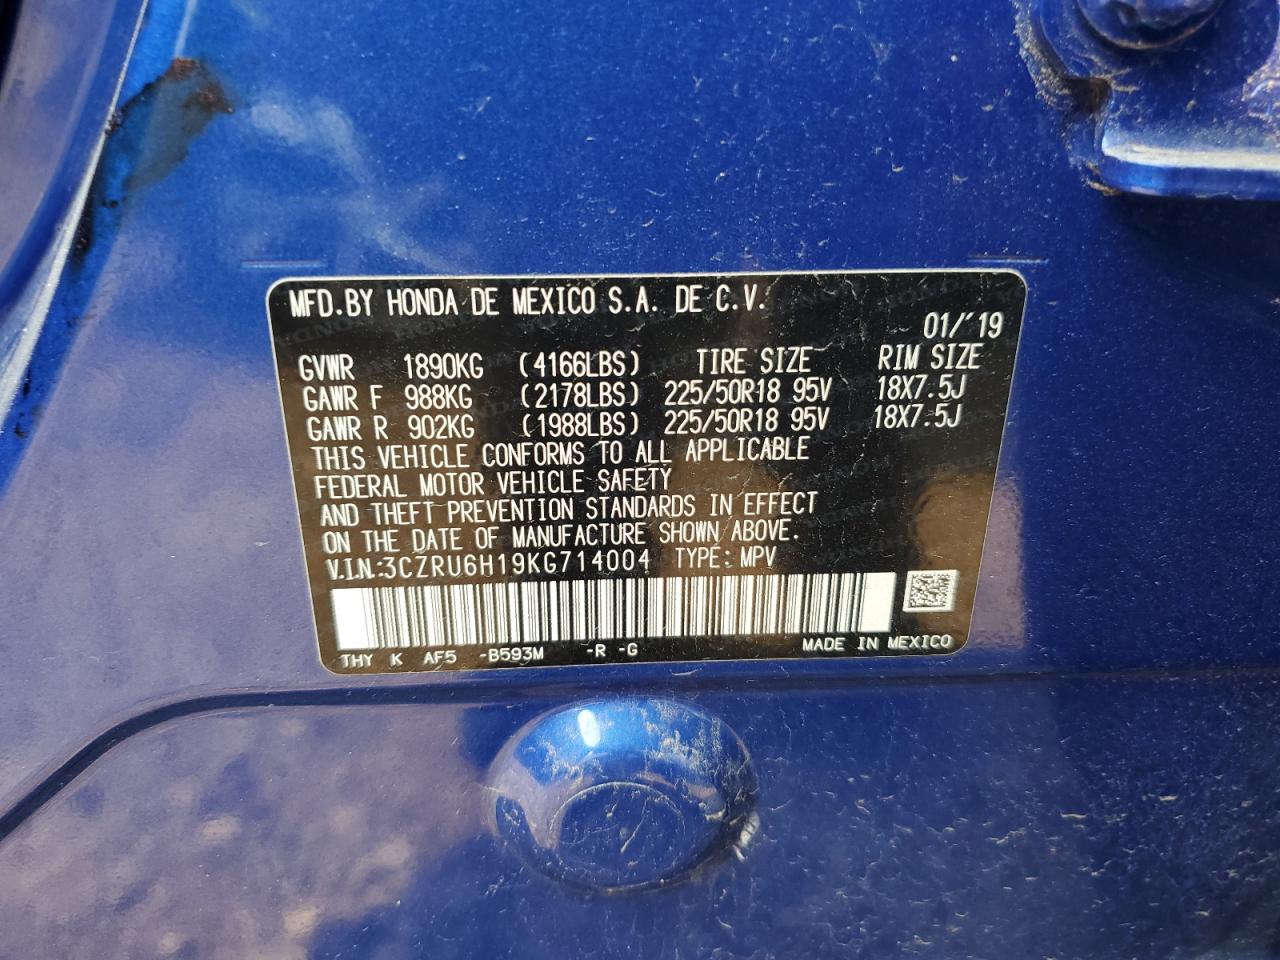 MFD.BY HONDA DE MEXICO S.A. DE C.V.
01/'19
GVWR 1890KG (4166LBS) TIRE SIZE RIM SIZE
GAWR F 988KG (2178LBS) 225/50R18 95V 18X7.5J
GAWR R 902KG (1988LBS) 225/50R18 95V 18X7.5J
THIS VEHICLE CONFORMS TO ALL APPLICABLE
FEDERAL MOTOR VEHICLE SAFETY
AND THEFT PREVENTION STANDARDS IN EFFECT
ON THE DATE OF MANUFACTURE SHOWN ABOVE.
V.I.N.:3CZRU6H19KG714004 TYPE: MPV
THY K AF5 -B593M -R -G MADE IN MEXICO